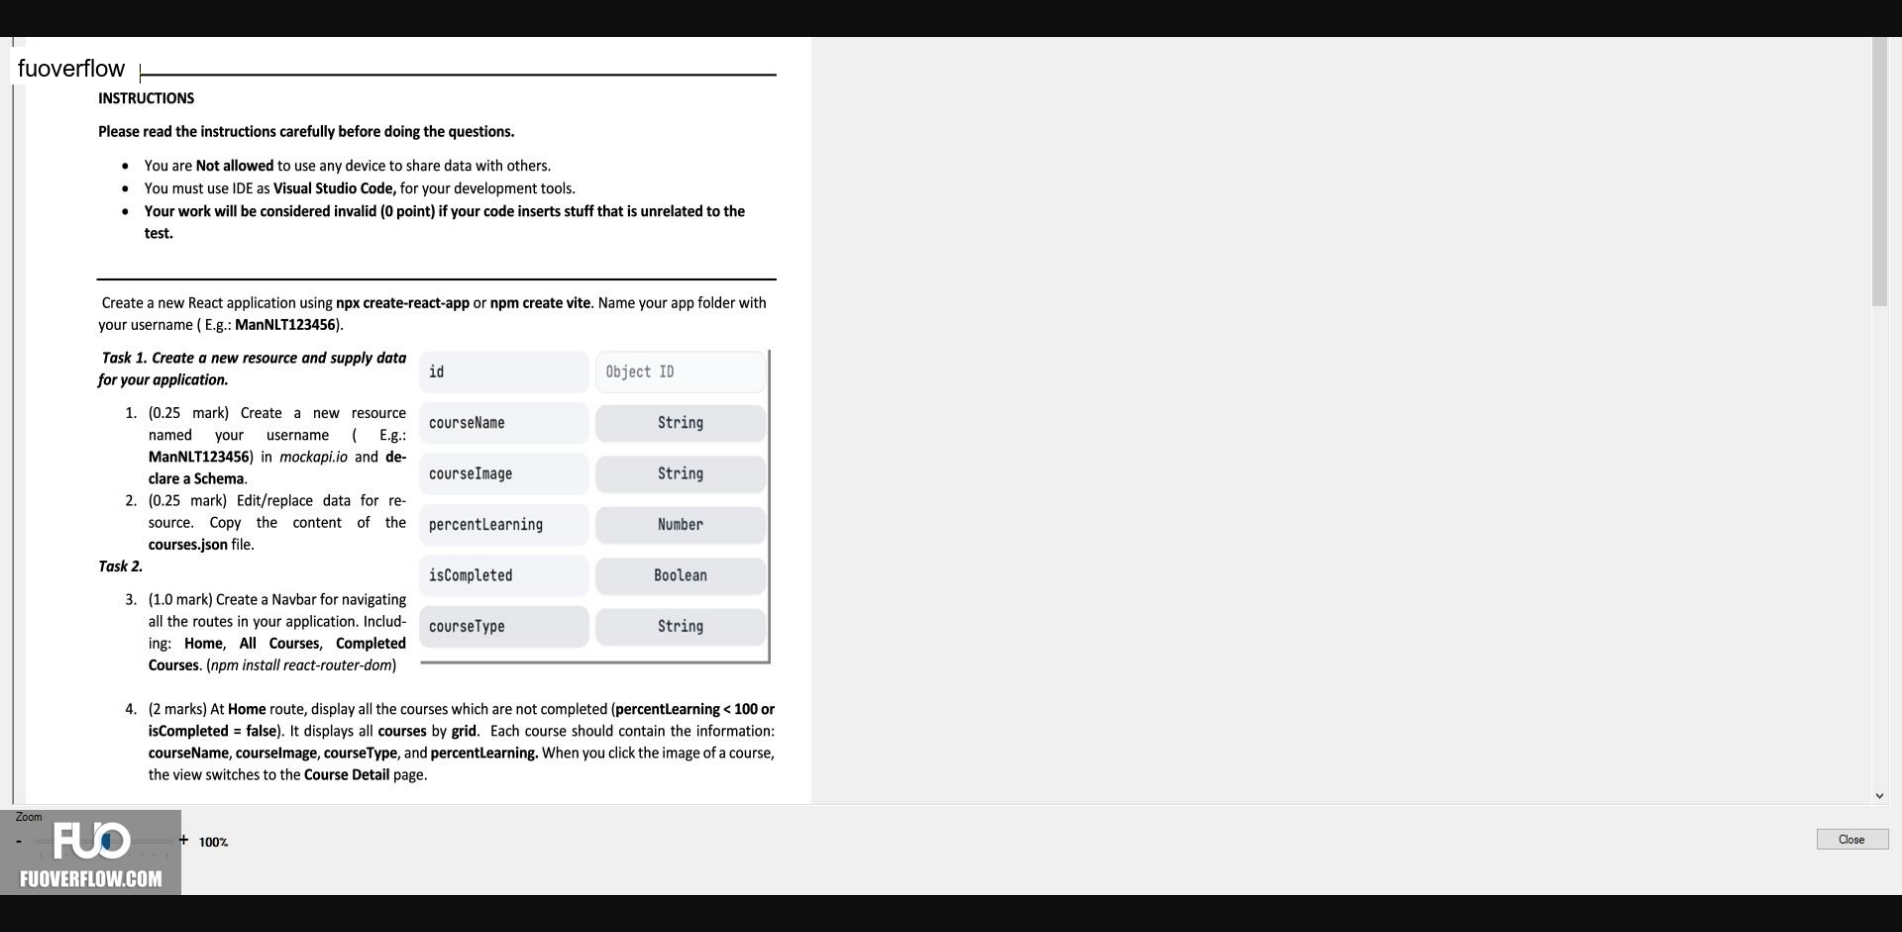 fuoverflow
INSTRUCTIONS
Please read the instructions carefully before doing the questions.
• You are Not allowed to use any device to share data with others.
• You must use IDE as Visual Studio Code, for your development tools.
• Your work will be considered invalid (0 point) if your code inserts stuff that is unrelated to the
test.
Create a new React application using npx create-react-app or npm create vite. Name your app folder with
your username ( E.g.: ManNLT123456).
Task 1. Create a new resource and supply data
for your application.
1. (0.25 mark) Create a new resource
named your username ( E.g.:
ManNLT123456) in mockapi.io and de-
clare a Schema.
2. (0.25 mark) Edit/replace data for re-
source. Copy the content of the
courses.json file.
Task 2.
3. (1.0 mark) Create a Navbar for navigating
all the routes in your application. Includ-
ing: Home, All Courses, Completed
Courses. (npm install react-router-dom)
id Object ID
courseName String
courseImage String
percentLearning Number
isCompleted Boolean
courseType String
4. (2 marks) At Home route, display all the courses which are not completed (percentLearning < 100 or
isCompleted = false). It displays all courses by grid. Each course should contain the information:
courseName, courseImage, courseType, and percentLearning. When you click the image of a course,
the view switches to the Course Detail page.
Zoom
- + 100%
Close
FUO
FUOVERFLOW.COM